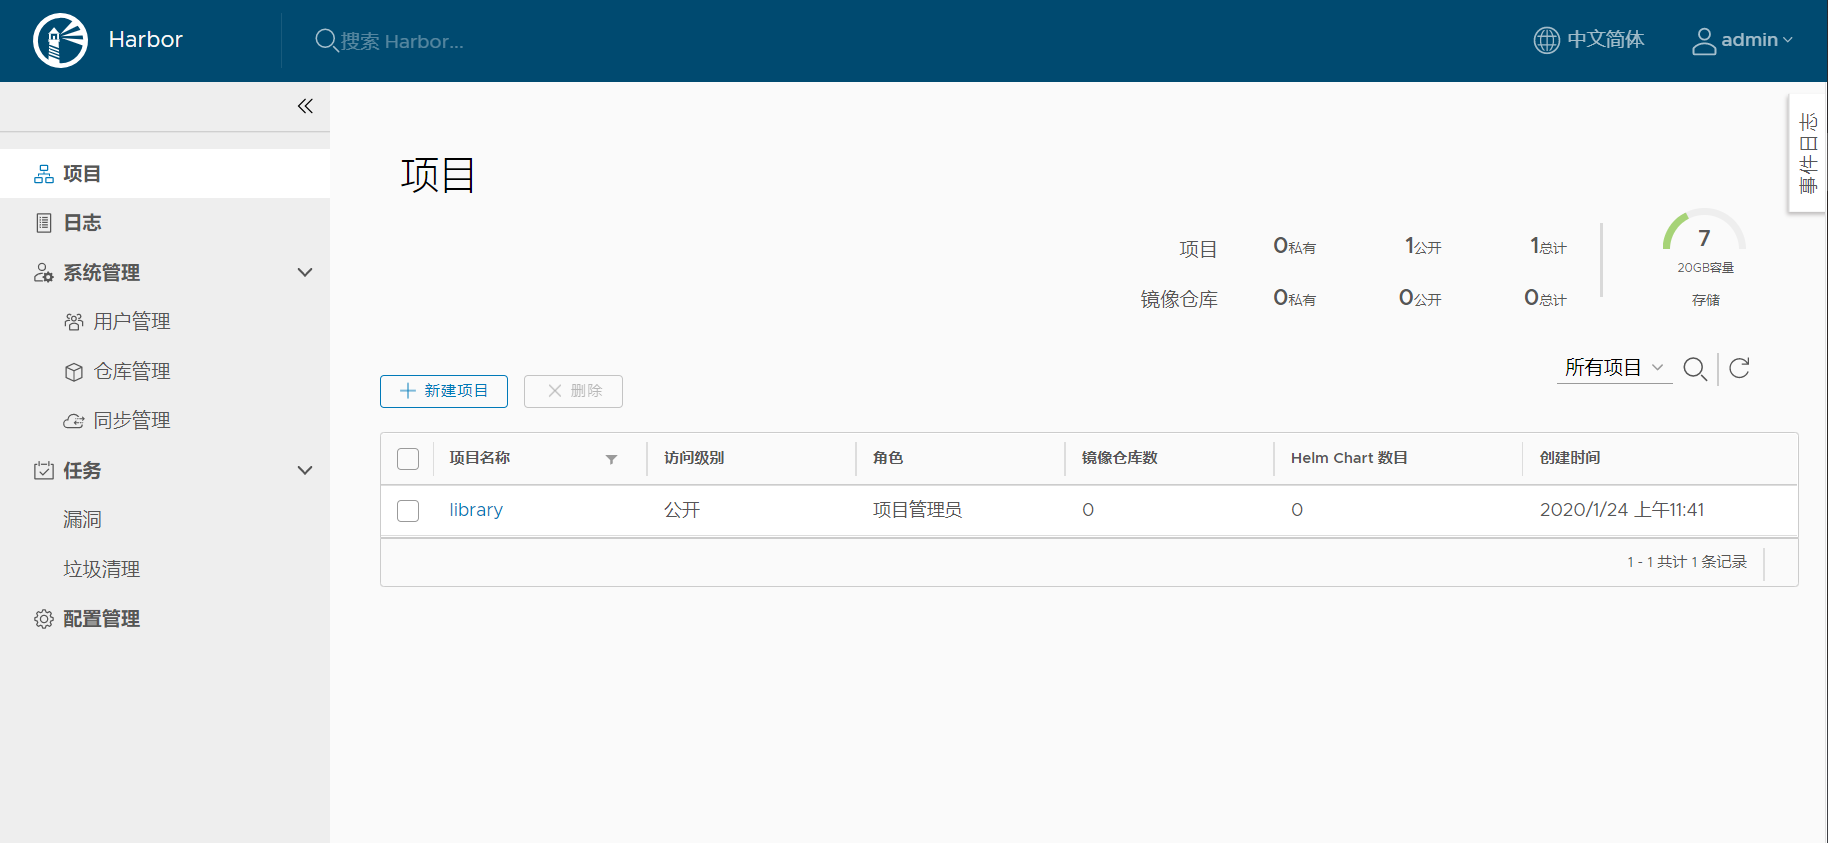 Harbor
搜索 Harbor...
中文简体
admin
项目
日志
系统管理
用户管理
仓库管理
同步管理
任务
漏洞
垃圾清理
配置管理
事件日志
项目
项目 0私有 1公开 1总计
镜像仓库 0私有 0公开 0总计
7
20GB容量
存储
所有项目
新建项目 删除
项目名称 访问级别 角色 镜像仓库数 Helm Chart 数目 创建时间
library 公开 项目管理员 0 0 2020/1/24 上午11:41
1 - 1 共计 1 条记录